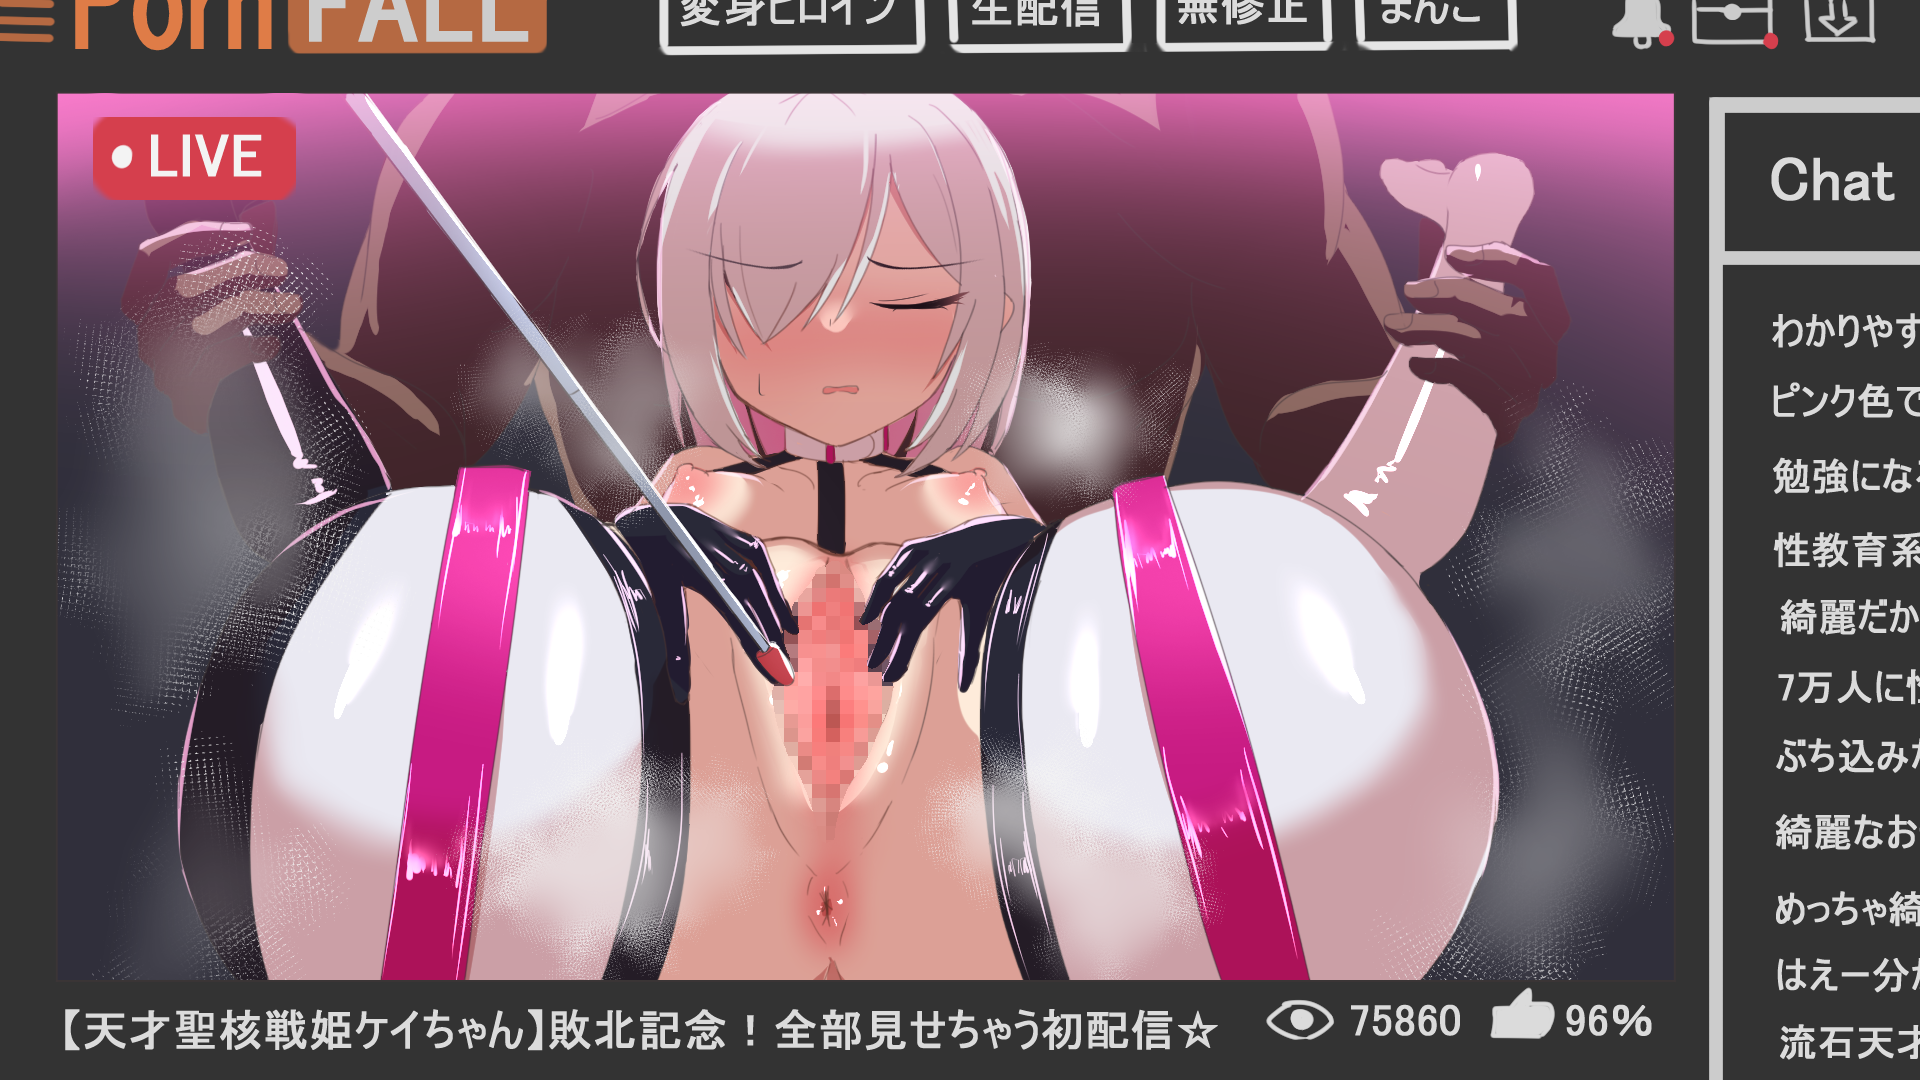 Porn FALL
変身ヒロイン
生配信
無修正
まんこ
LIVE
Chat
わかりやす
ピンク色で
勉強にな
性教育系
綺麗だか
7万人に
ぶち込み
綺麗なお
めっちゃ綺
はえー分か
流石天才
【天才聖核戦姫ケイちゃん】敗北記念！全部見せちゃう初配信☆
75860
96%